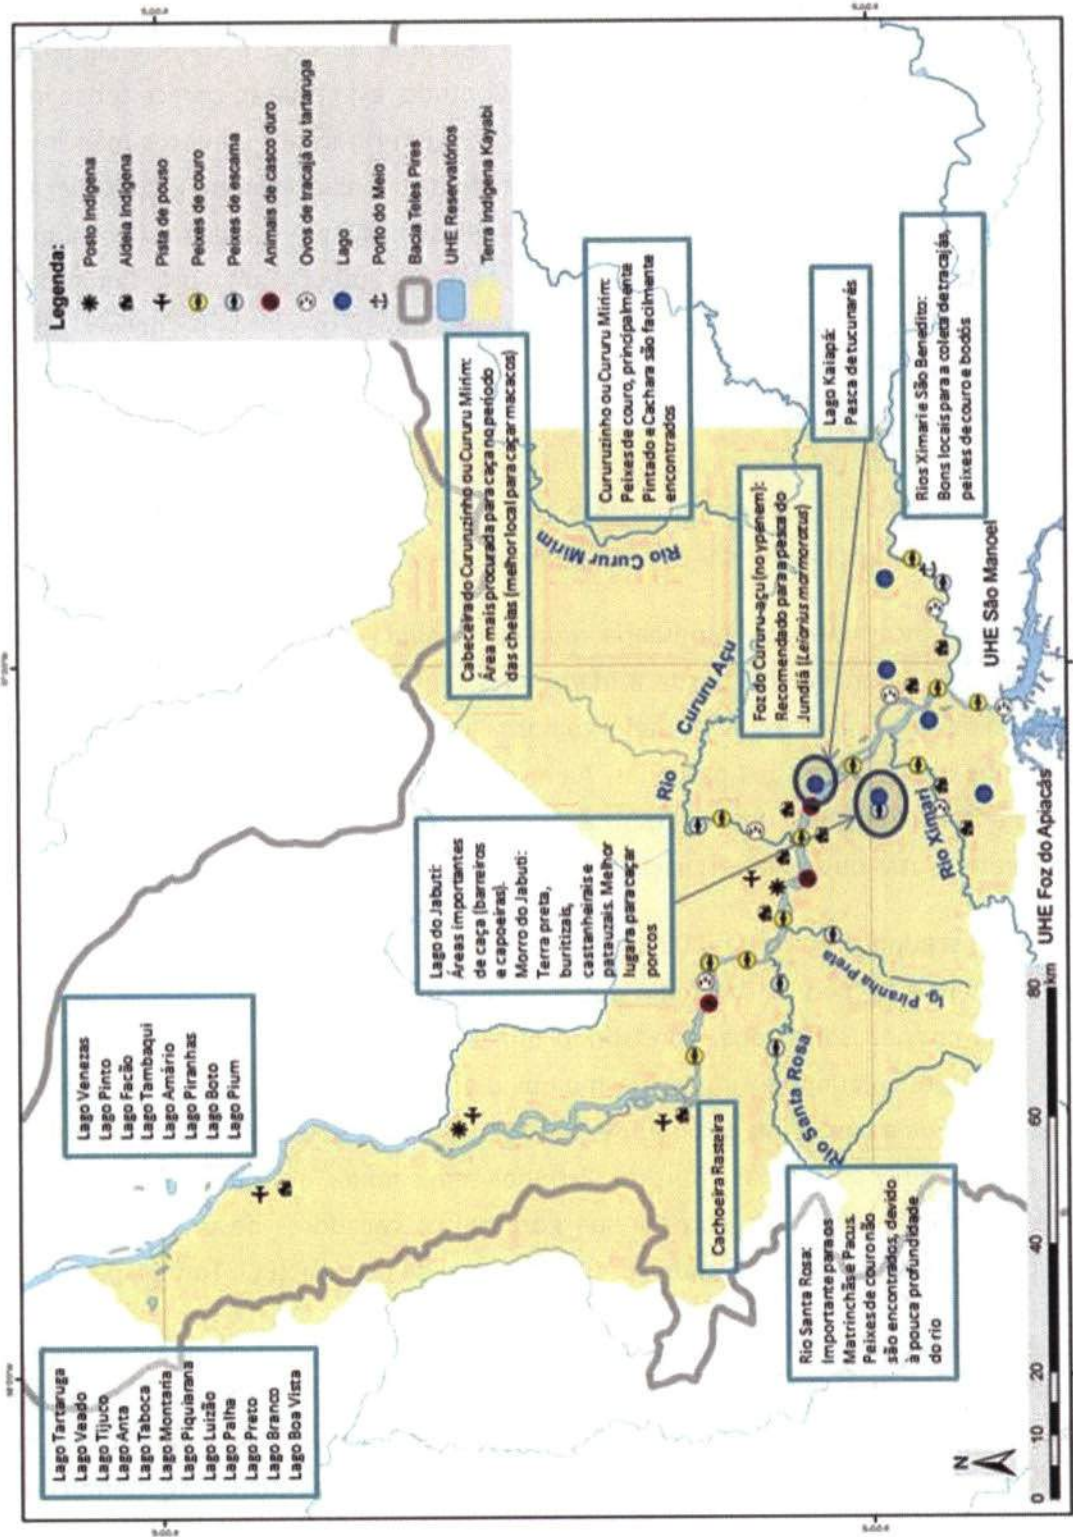 Legenda:
Posto Indígena
Aldeia Indígena
Pista de pouso
Peixes de couro
Peixes de escama
Animais de casco duro
Ovos de tracajá ou tartaruga
Lago
Porto do Meio
Bacia Teles Pires
UHE Reservatórios
Terra Indígena Kayabi
Lago Venezas
Lago Pinto
Lago Facão
Lago Tambaqui
Lago Amário
Lago Piranhas
Lago Boto
Lago Pium
Lago Tartaruga
Lago Veado
Lago Tijuco
Lago Anta
Lago Taboca
Lago Montaria
Lago Piquiarana
Lago Luizão
Lago Palha
Lago Preto
Lago Branco
Lago Boa Vista
Cabeceira do Cururuzinho ou Cururu Mirim:
Área mais procurada para caça no período
das cheias (melhor local para caçar macacos)
Rio Curur Mirim
Cururuzinho ou Cururu Mirim:
Peixes de couro, principalmente
Pintado e Cachara são facilmente
encontrados
Lago do Jabuti:
Áreas importantes
de caça (barreiros
e capoeiras).
Morro do Jabuti:
Terra preta,
buritizais,
castanheirais e
patauzais. Melhor
lugara para caçar
porcos
Rio Cururu Açu
Foz do Cururu-açu (no ypenem):
Recomendado para a pesca do
Jundiá (Leiarius marmoratus)
Lago Kaiapá:
Pesca de tucunarés
Rios Ximari e São Benedito:
Bons locais para a coleta de tracajás,
peixes de couro e bodós
Cachoeira Rasteira
Rio Santa Rosa
Ig. Piranha Preta
Rio Ximari
Rio Santa Rosa:
Importante para os
Matrinchãs e Pacus.
Peixes de couro não
são encontrados, devido
à pouca profundidade
do rio
UHE São Manoel
UHE Foz do Apiacás
N
0 10 20 40 60 80
km